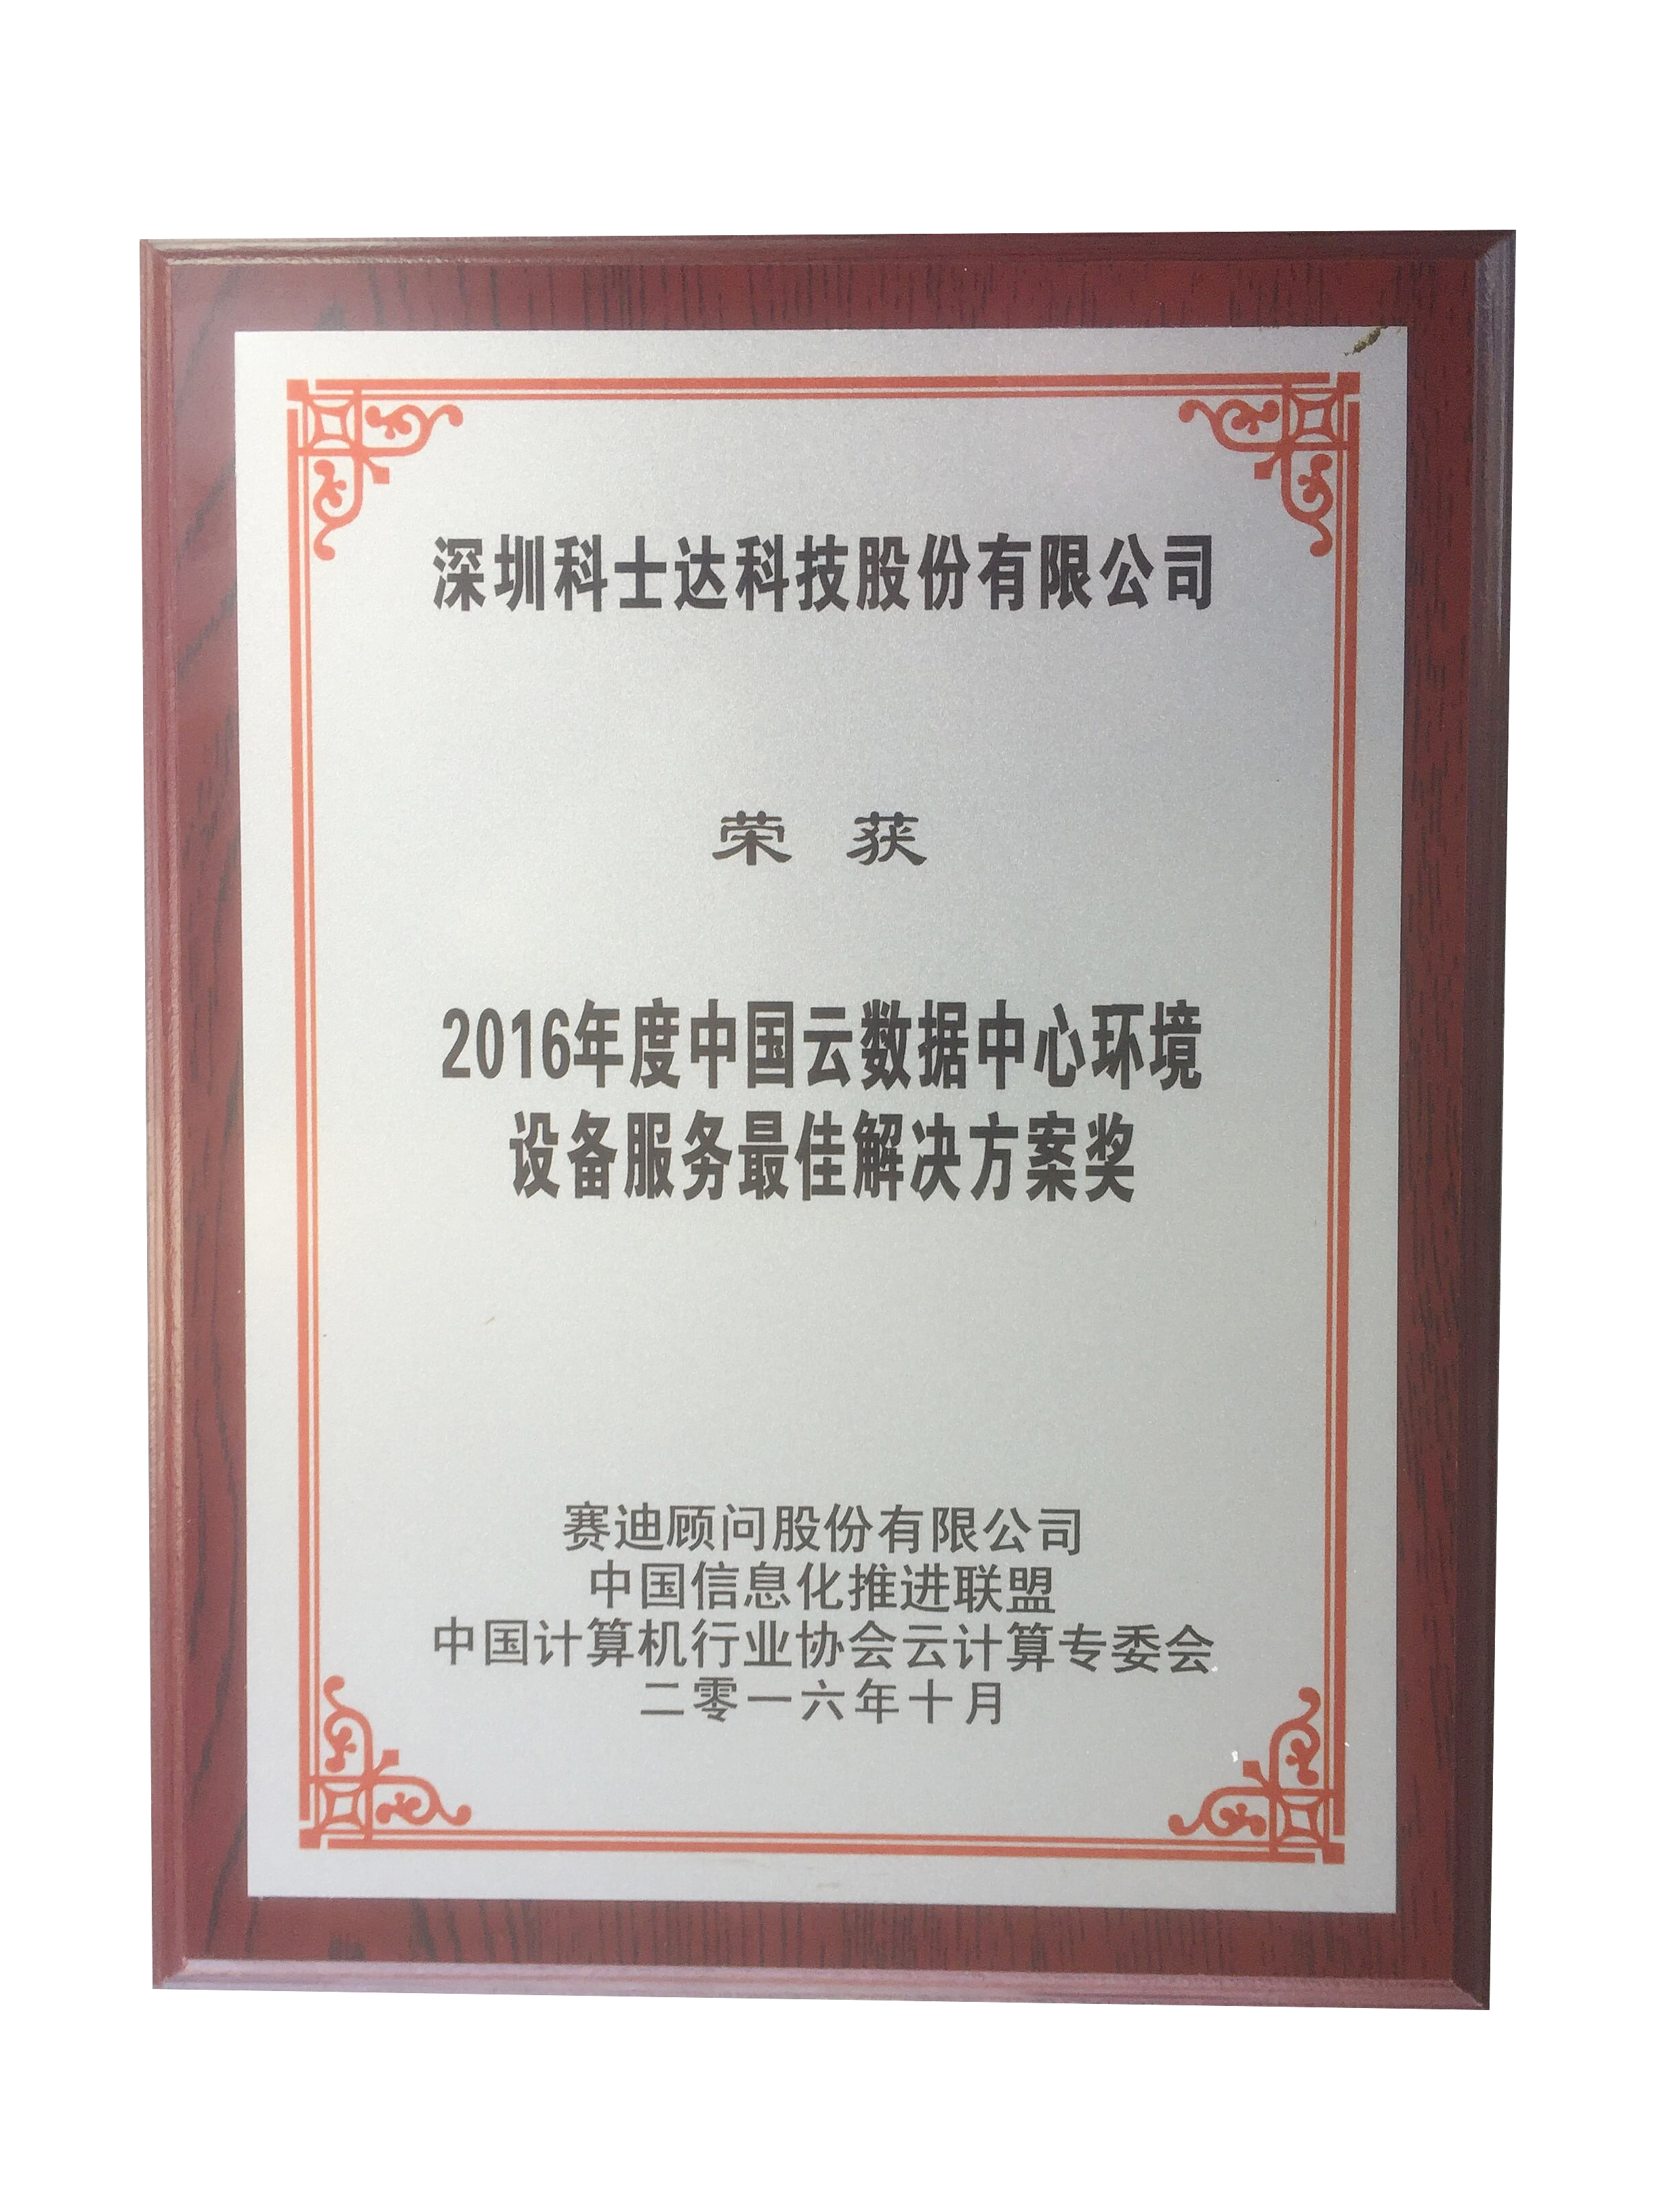 深圳科士达科技股份有限公司
荣 获
2016年度中国云数据中心环境
设备服务最佳解决方案奖
赛迪顾问股份有限公司
中国信息化推进联盟
中国计算机行业协会云计算专委会
二零一六年十月